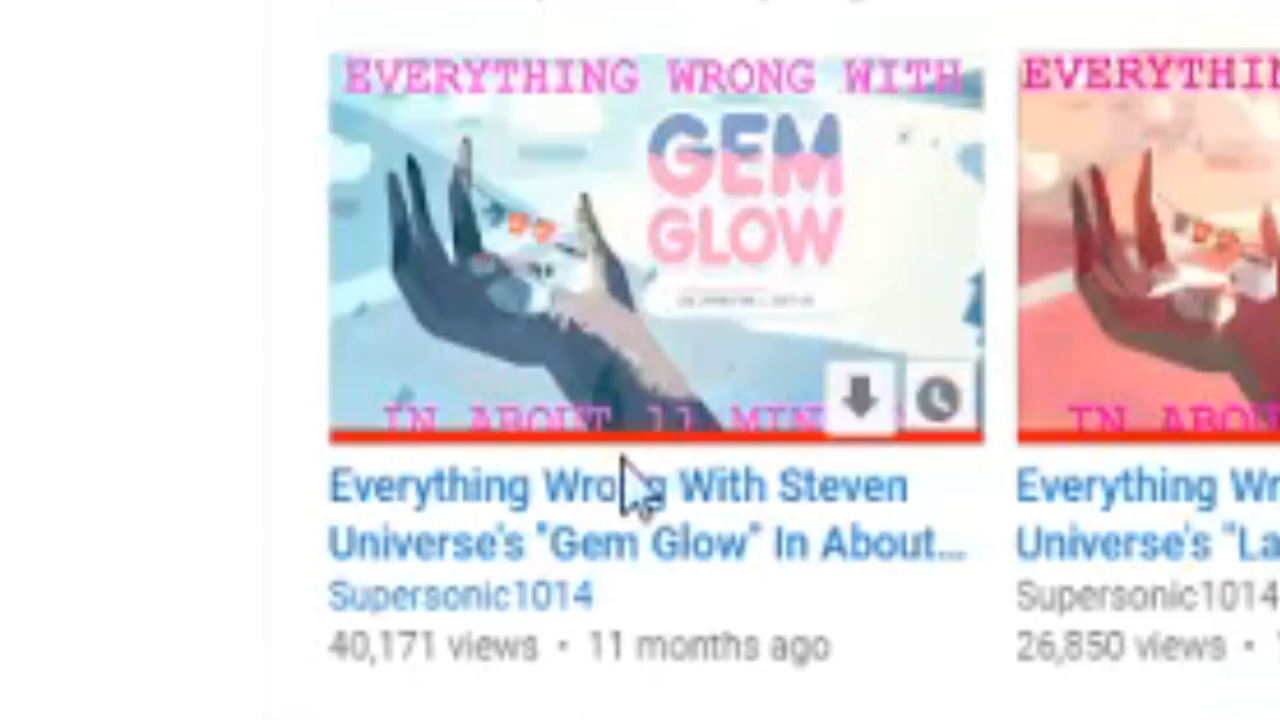 EVERYTHING WRONG WITH
GEM
GLOW
IN ABOUT 11 MIN
Everything Wrong With Steven
Universe's "Gem Glow" In About...
Supersonic1014
40,171 views • 11 months ago
EVERYTHIN
IN ABOU
Everything Wr
Universe's "La
Supersonic1014
26,850 views •